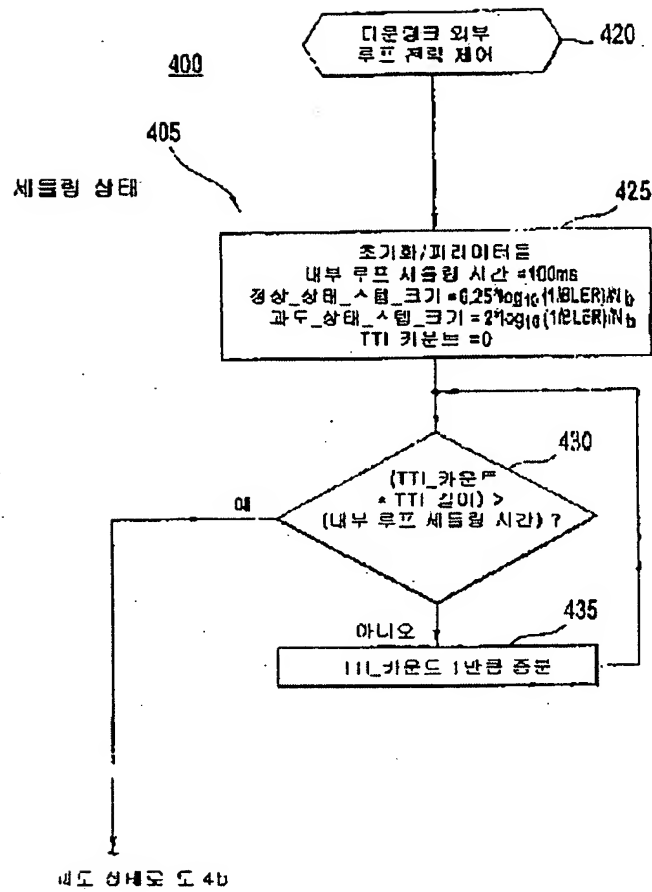 다운링크 외부
루프 전력 제어
420
400
405
세틀링 상태
425
초기화/파라미터들
내부 루프 세틀링 시간 =100ms
정상_상태_스텝_크기 =0.25*log10(1/BLER)/Nb
과도_상태_스텝_크기 =2*log10(1/BLER)/Nb
TTI 카운트 =0
430
(TTI_카운트
* TTI 길이) >
(내부 루프 세틀링 시간) ?
예
아니오
435
TTI_카운트 1만큼 증분
과도 상태로 도 4b